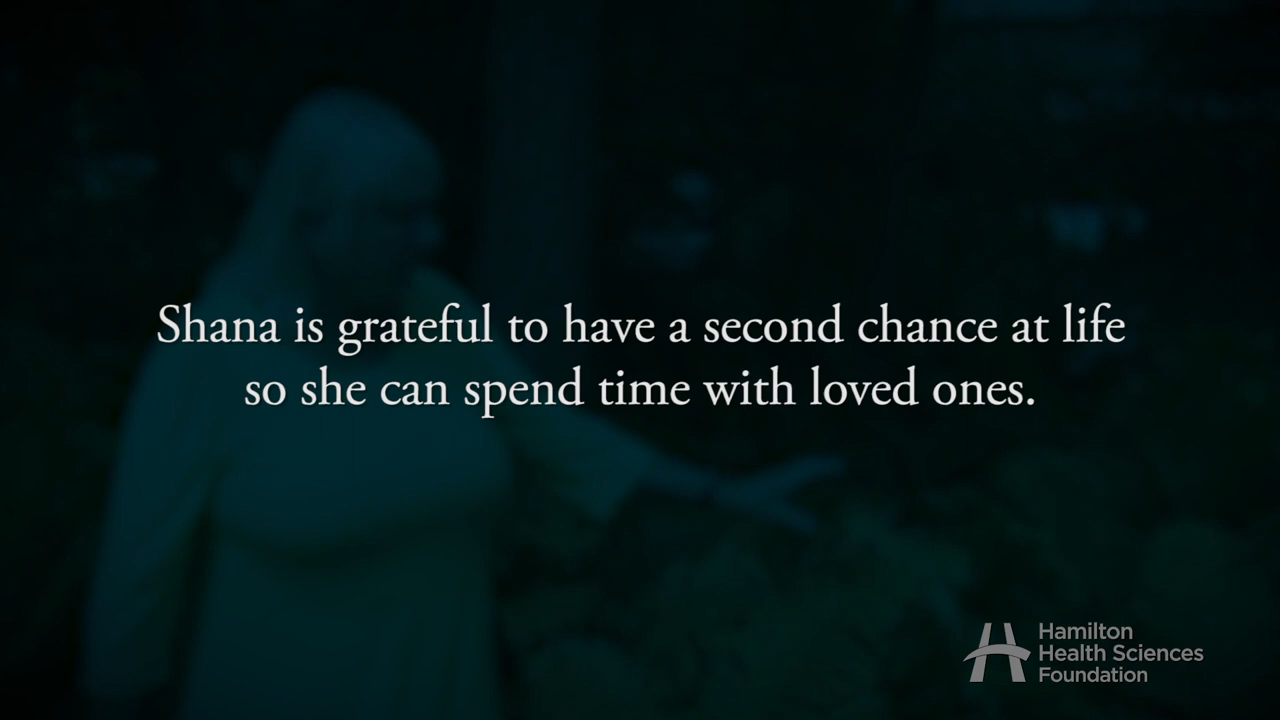 Shana is grateful to have a second chance at life
so she can spend time with loved ones.
Hamilton
Health Sciences
Foundation